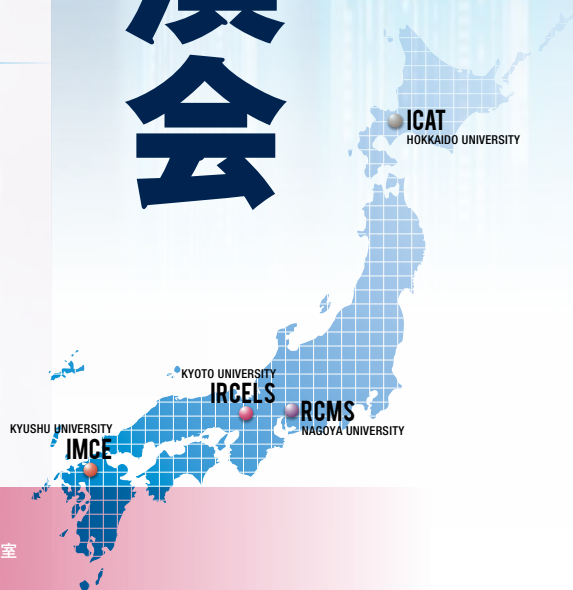 会
ICAT
HOKKAIDO UNIVERSITY
KYOTO UNIVERSITY
IRCELS
RCMS
NAGOYA UNIVERSITY
KYUSHU UNIVERSITY
IMCE
室